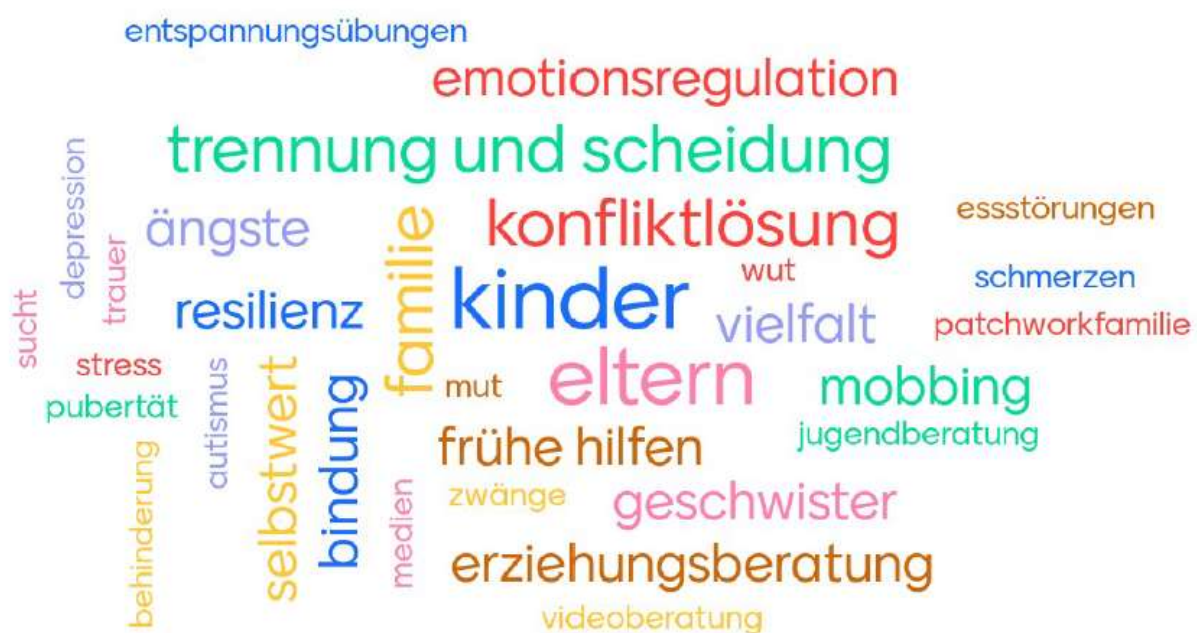 entspannungsübungen
emotionsregulation
trennung und scheidung
depression
ängste
trauer
familie
konfliktlösung
essstörungen
sucht
resilienz
kinder
wut
schmerzen
vielfalt
patchworkfamilie
stress
pubertät
autismus
selbstwert
bindung
mut
eltern
mobbing
jugendberatung
frühe hilfen
behinderung
medien
zwänge
geschwister
erziehungsberatung
videoberatung